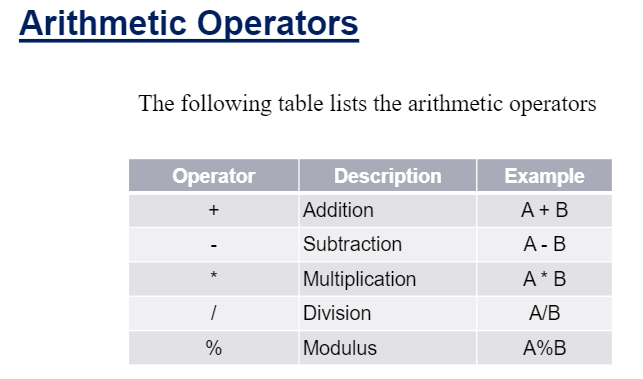 Arithmetic Operators
The following table lists the arithmetic operators
Operator Description Example
+ Addition A + B
- Subtraction A - B
* Multiplication A * B
/ Division A/B
% Modulus A%B